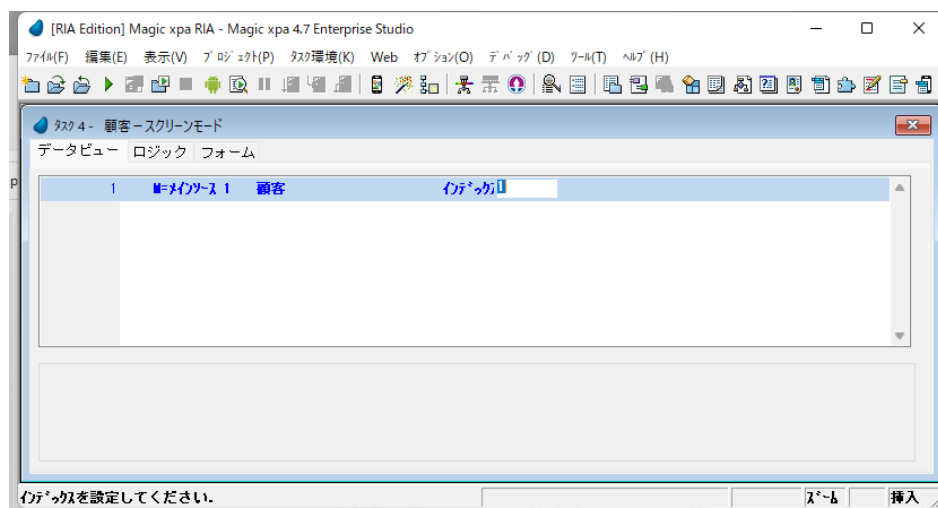 [RIA Edition] Magic xpa RIA - Magic xpa 4.7 Enterprise Studio
ﾌｧｲﾙ(F) 編集(E) 表示(V) ﾌﾟﾛｼﾞｪｸﾄ(P) ﾀｽｸ環境(K) Web ｵﾌﾟｼｮﾝ(O) ﾃﾞﾊﾞｯｸﾞ(D) ﾂｰﾙ(T) ﾍﾙﾌﾟ(H)
ﾀｽｸ 4 - 顧客－スクリーンモード
データビュー ロジック フォーム
1 M=ﾒｲﾝｿｰｽ 1 顧客 ｲﾝﾃﾞｯｸｽ 1
ｲﾝﾃﾞｯｸｽを設定してください. ｽﾞｰﾑ 挿入